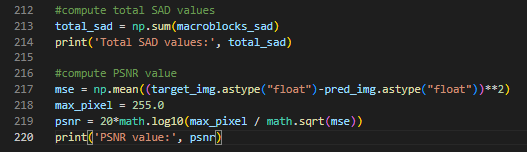 212 #compute total SAD values
213 total_sad = np.sum(macroblocks_sad)
214 print('Total SAD values:', total_sad)
215
216 #compute PSNR value
217 mse = np.mean((target_img.astype("float")-pred_img.astype("float"))**2)
218 max_pixel = 255.0
219 psnr = 20*math.log10(max_pixel / math.sqrt(mse))
220 print('PSNR value:', psnr)